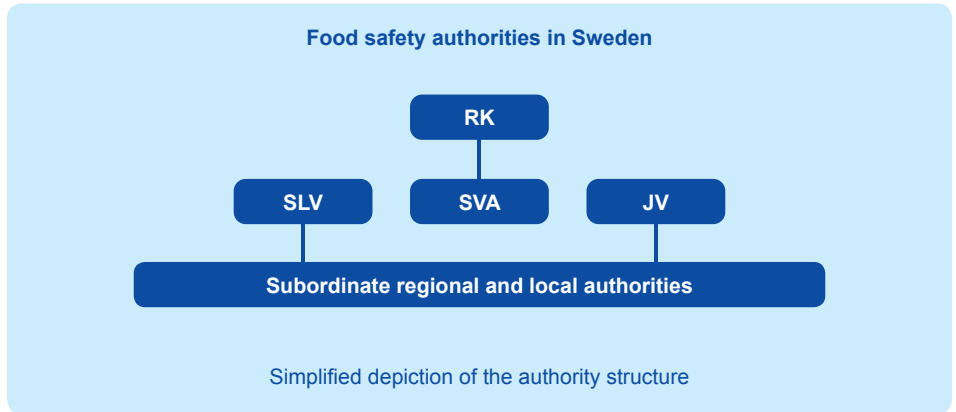 Food safety authorities in Sweden
RK
SLV
SVA
JV
Subordinate regional and local authorities
Simplified depiction of the authority structure